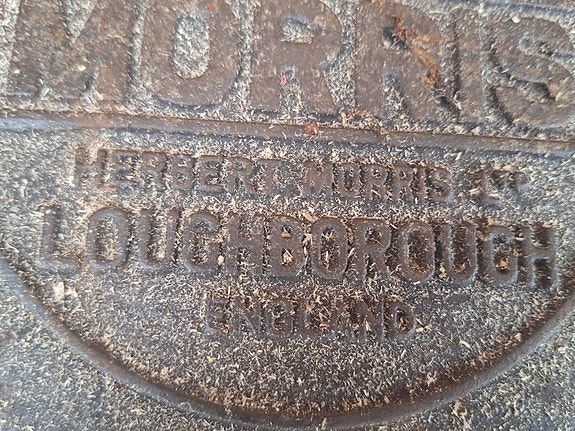 MORRIS
HERBERT MORRIS LTD
LOUGHBOROUGH
ENGLAND